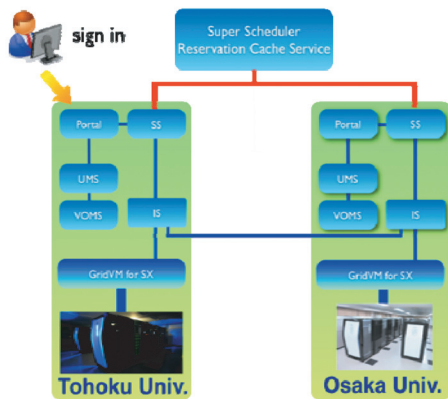 sign in
Super Scheduler
Reservation Cache Service
Portal
SS
UMS
VOMS
IS
GridVM for SX
Tohoku Univ.
Portal
SS
UMS
VOMS
IS
GridVM for SX
Osaka Univ.